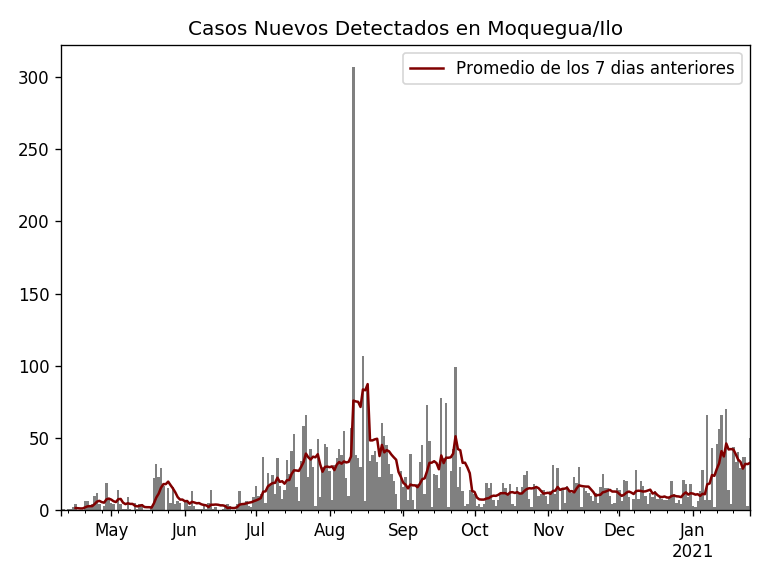 Casos Nuevos Detectados en Moquegua/Ilo
Promedio de los 7 dias anteriores
300
250
200
150
100
50
0
May Jun Jul Aug Sep Oct Nov Dec Jan
2021